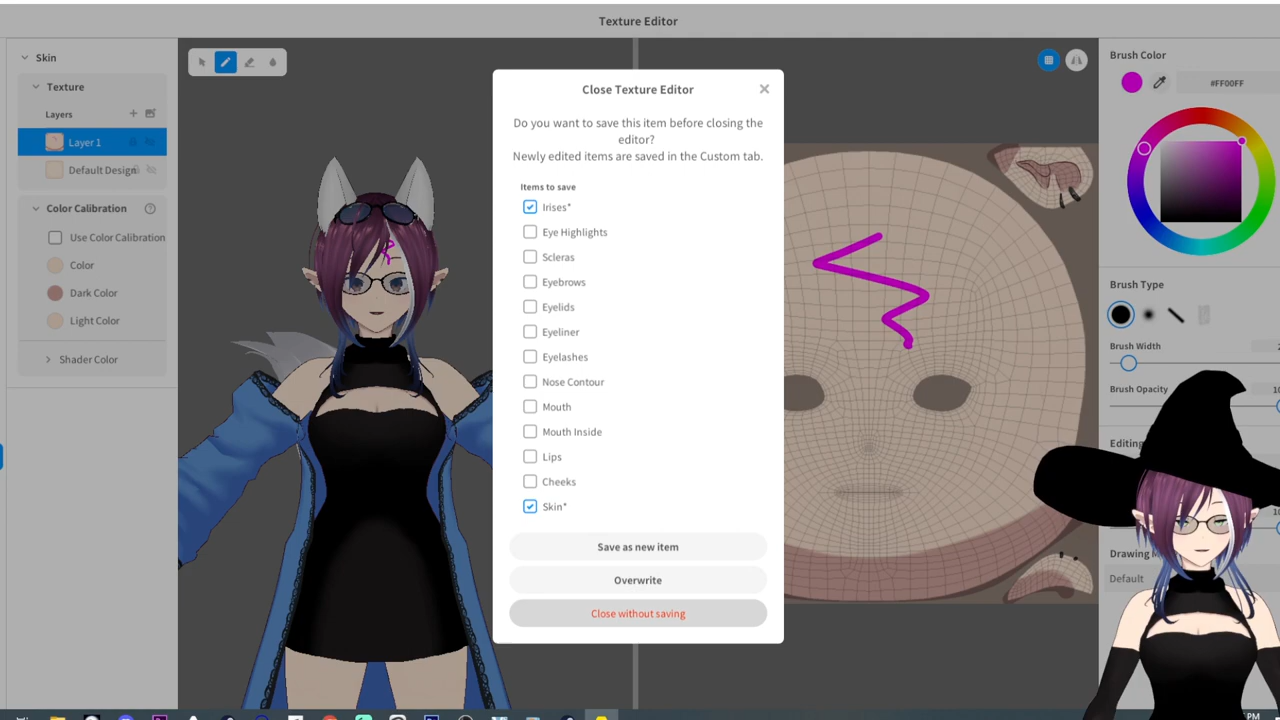 Texture Editor
Skin
Texture
Layers
Layer 1
Default Design
Color Calibration
Use Color Calibration
Color
Dark Color
Light Color
Shader Color
Close Texture Editor
Do you want to save this item before closing the
editor?
Newly edited items are saved in the Custom tab.
Items to save
Irises*
Eye Highlights
Scleras
Eyebrows
Eyelids
Eyeliner
Eyelashes
Nose Contour
Mouth
Mouth Inside
Lips
Cheeks
Skin*
Save as new item
Overwrite
Close without saving
Brush Color
#FF00FF
Brush Type
Brush Width
Brush Opacity
Editing
Drawing
Default
PM